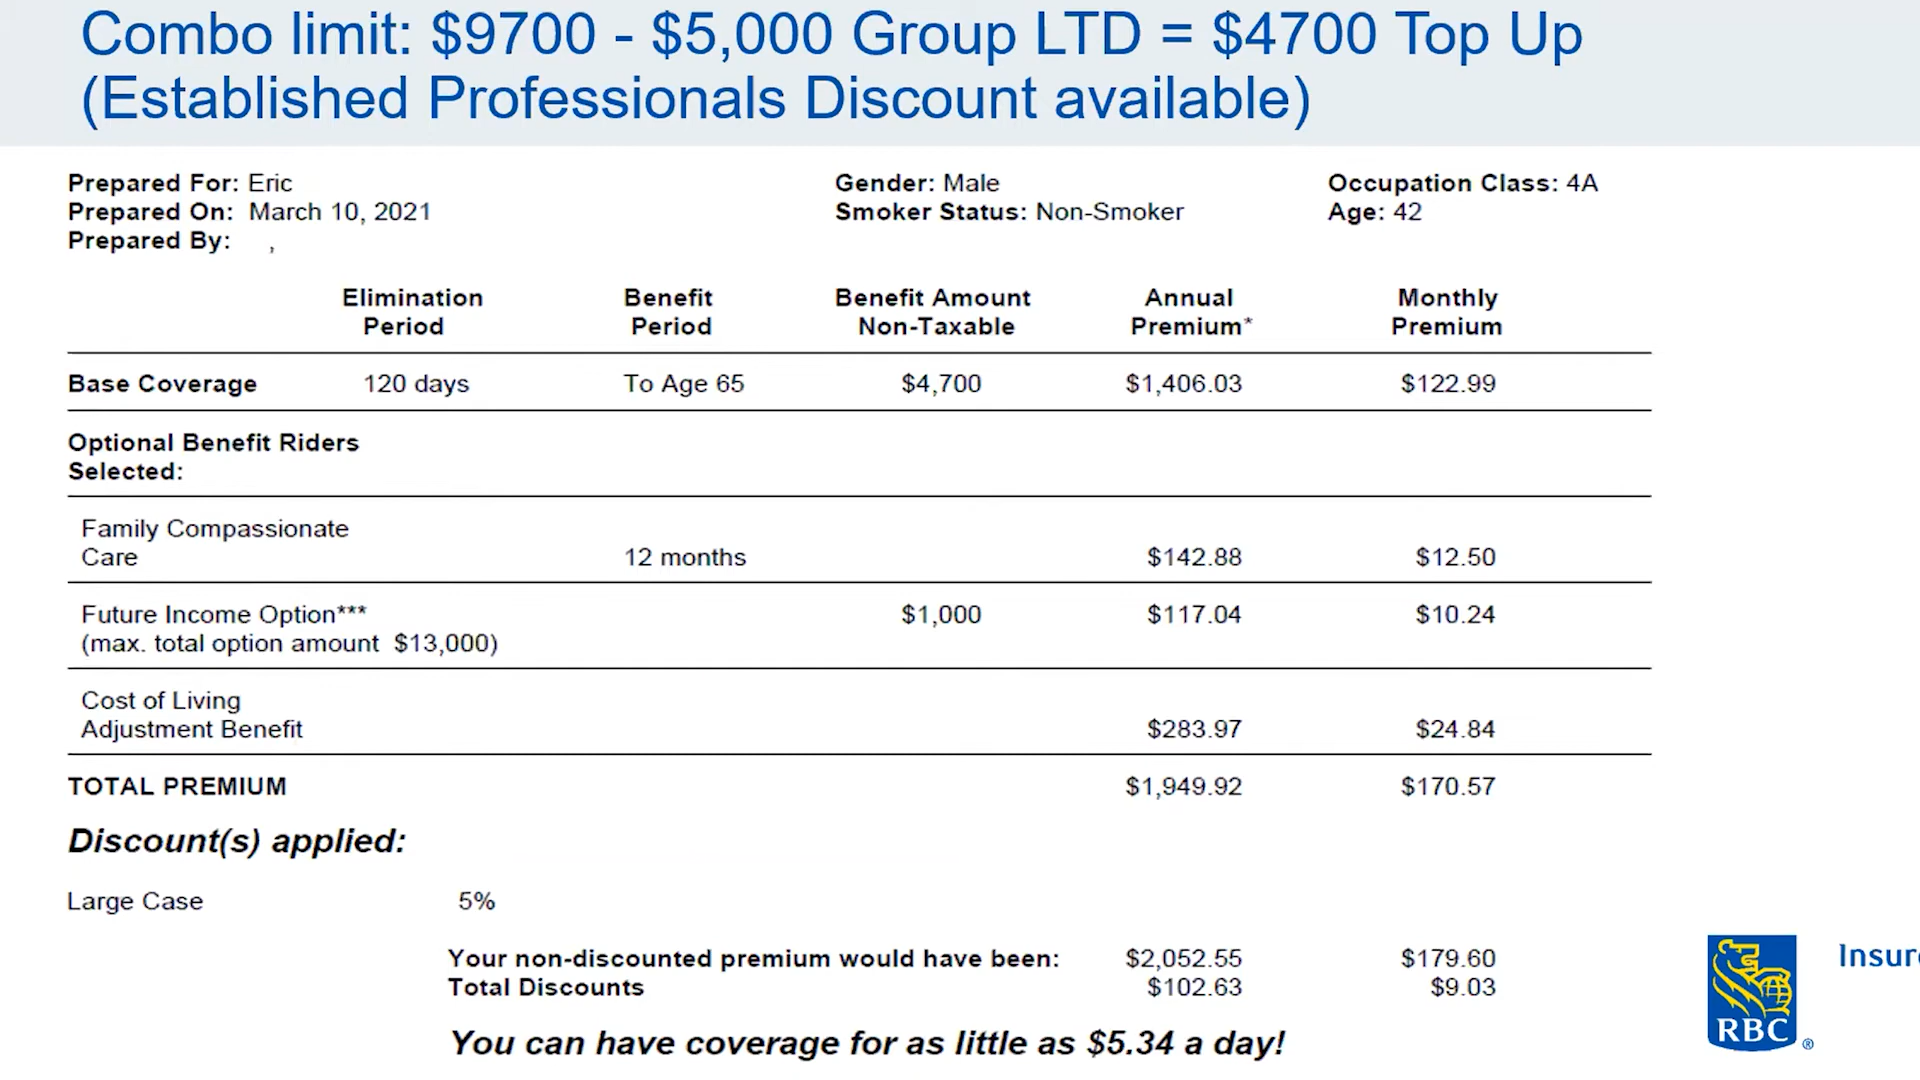 Combo limit: $9700 - $5,000 Group LTD = $4700 Top Up
(Established Professionals Discount available)
Prepared For: Eric
Prepared On: March 10, 2021
Prepared By: ,
Gender: Male
Smoker Status: Non-Smoker
Occupation Class: 4A
Age: 42
Elimination Period Benefit Period Benefit Amount Non-Taxable Annual Premium* Monthly Premium
Base Coverage 120 days To Age 65 $4,700 $1,406.03 $122.99
Optional Benefit Riders
Selected:
Family Compassionate
Care 12 months $142.88 $12.50
Future Income Option*** $1,000 $117.04 $10.24
(max. total option amount $13,000)
Cost of Living
Adjustment Benefit $283.97 $24.84
TOTAL PREMIUM $1,949.92 $170.57
Discount(s) applied:
Large Case 5%
Your non-discounted premium would have been: $2,052.55 $179.60
Total Discounts $102.63 $9.03
You can have coverage for as little as $5.34 a day!
RBC ®
Insur